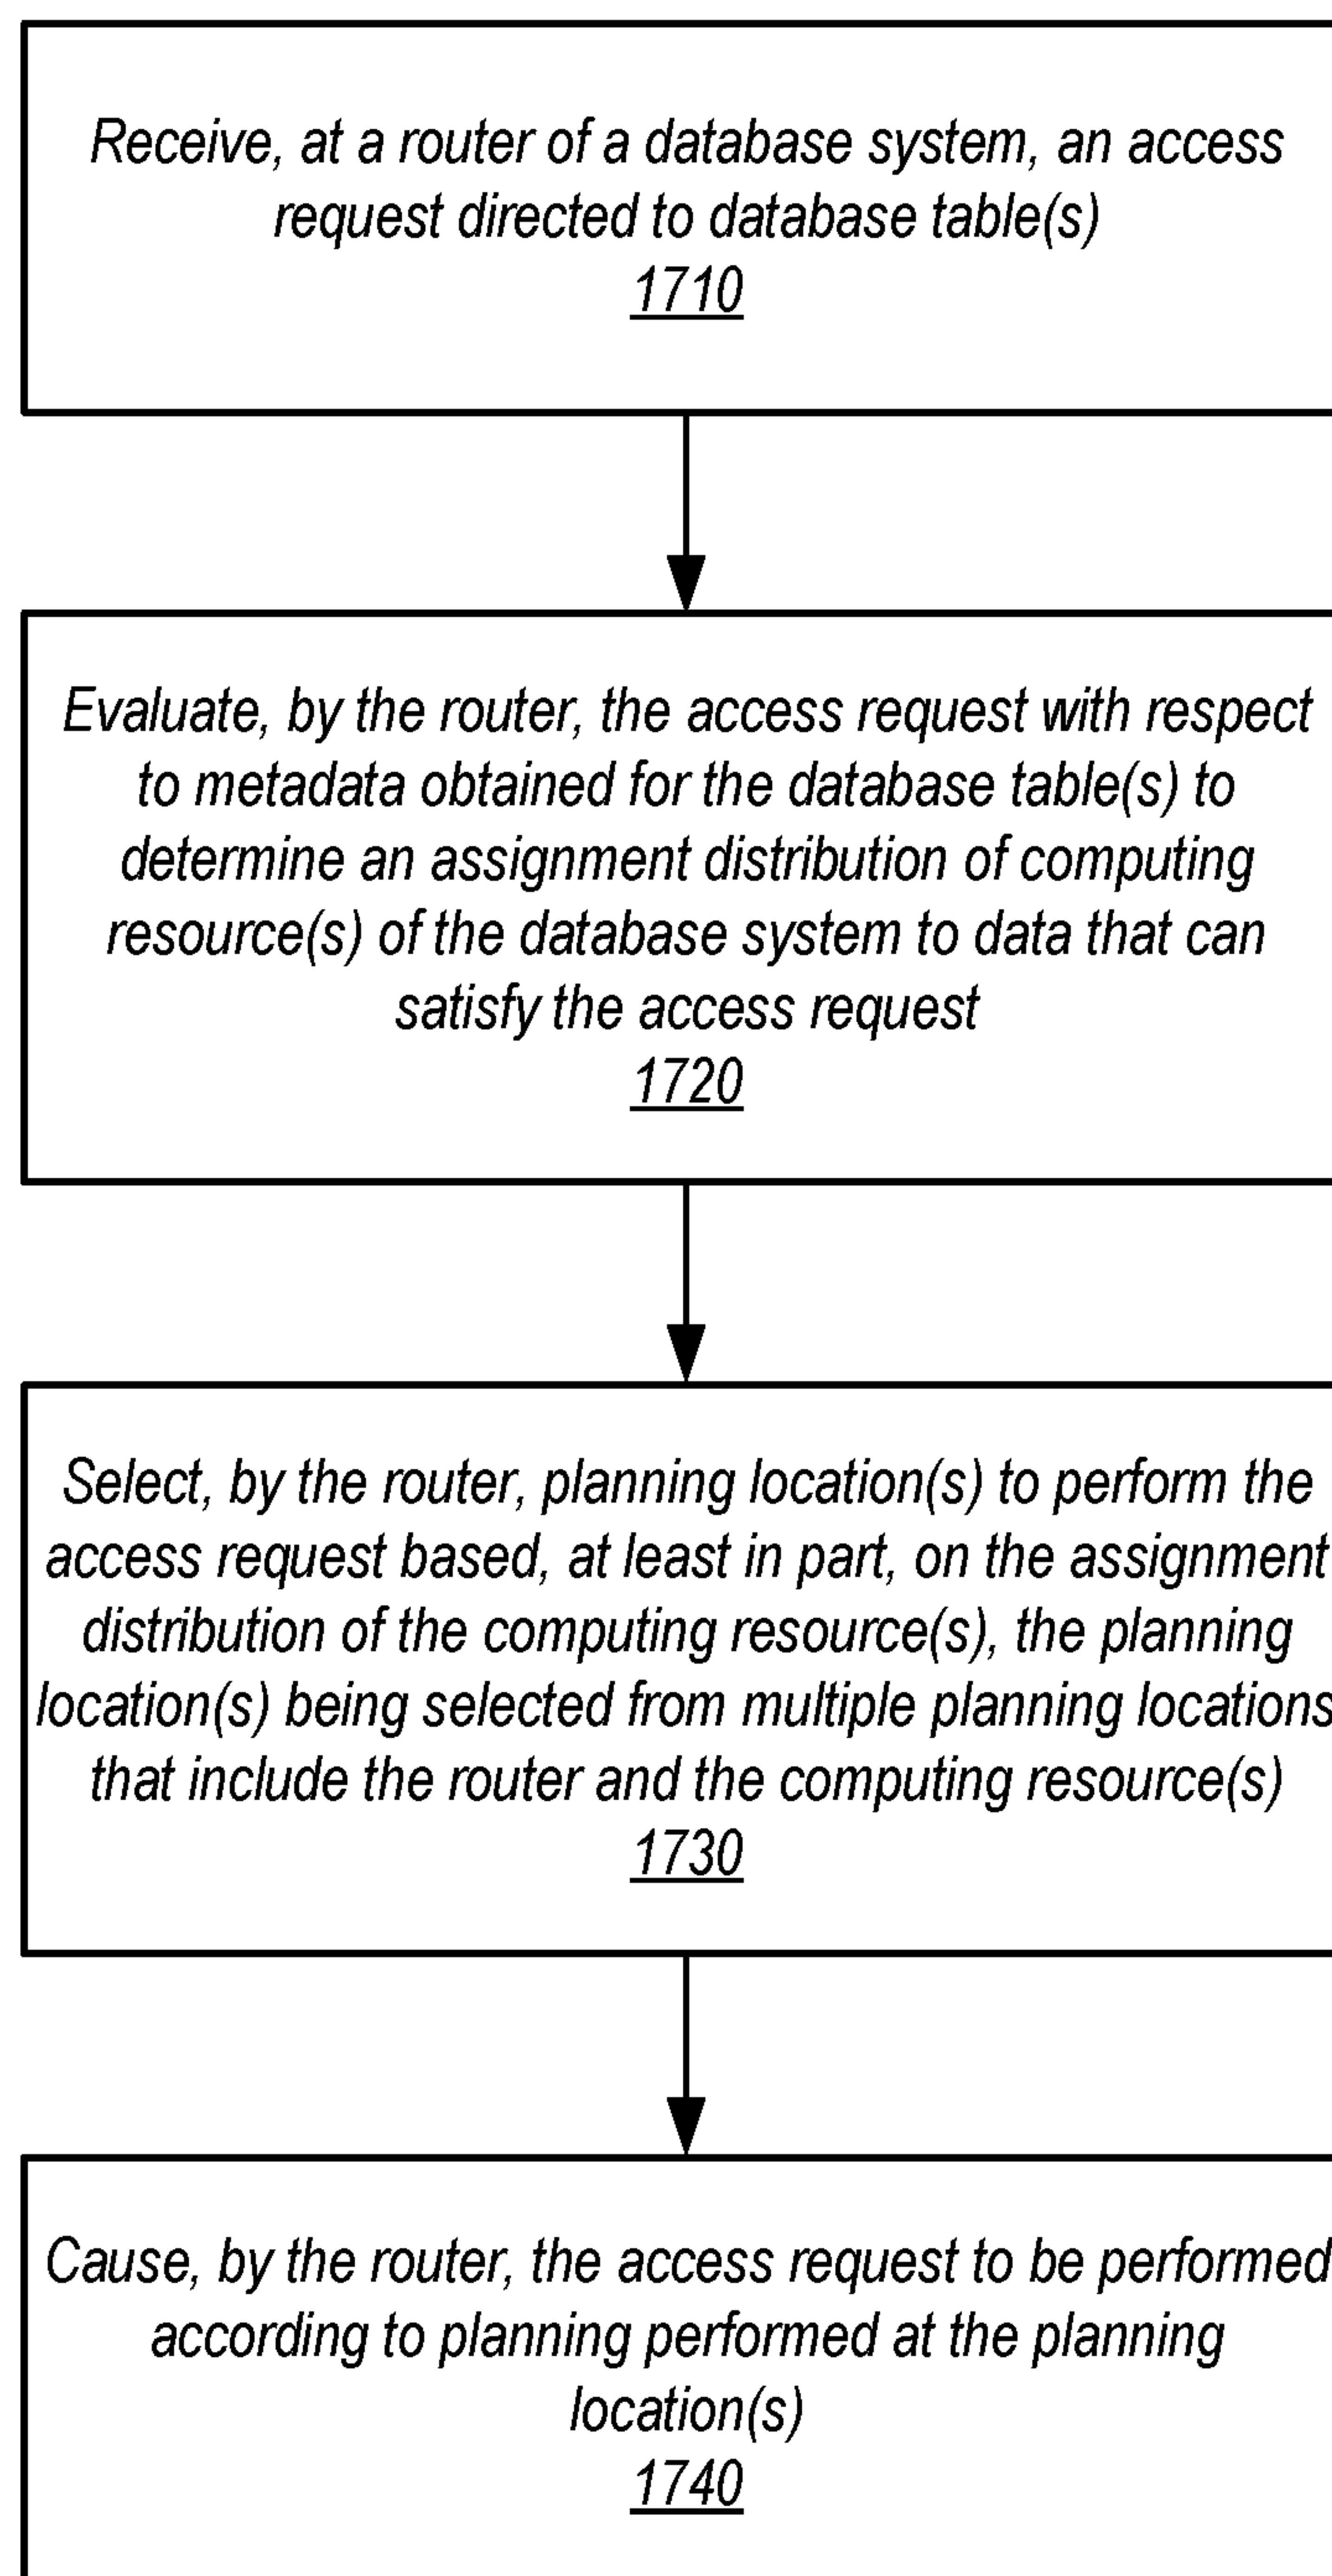 Receive, at a router of a database system, an access
request directed to database table(s)
1710
Evaluate, by the router, the access request with respect
to metadata obtained for the database table(s) to
determine an assignment distribution of computing
resource(s) of the database system to data that can
satisfy the access request
1720
Select, by the router, planning location(s) to perform the
access request based, at least in part, on the assignment
distribution of the computing resource(s), the planning
location(s) being selected from multiple planning locations
that include the router and the computing resource(s)
1730
Cause, by the router, the access request to be performed
according to planning performed at the planning
location(s)
1740